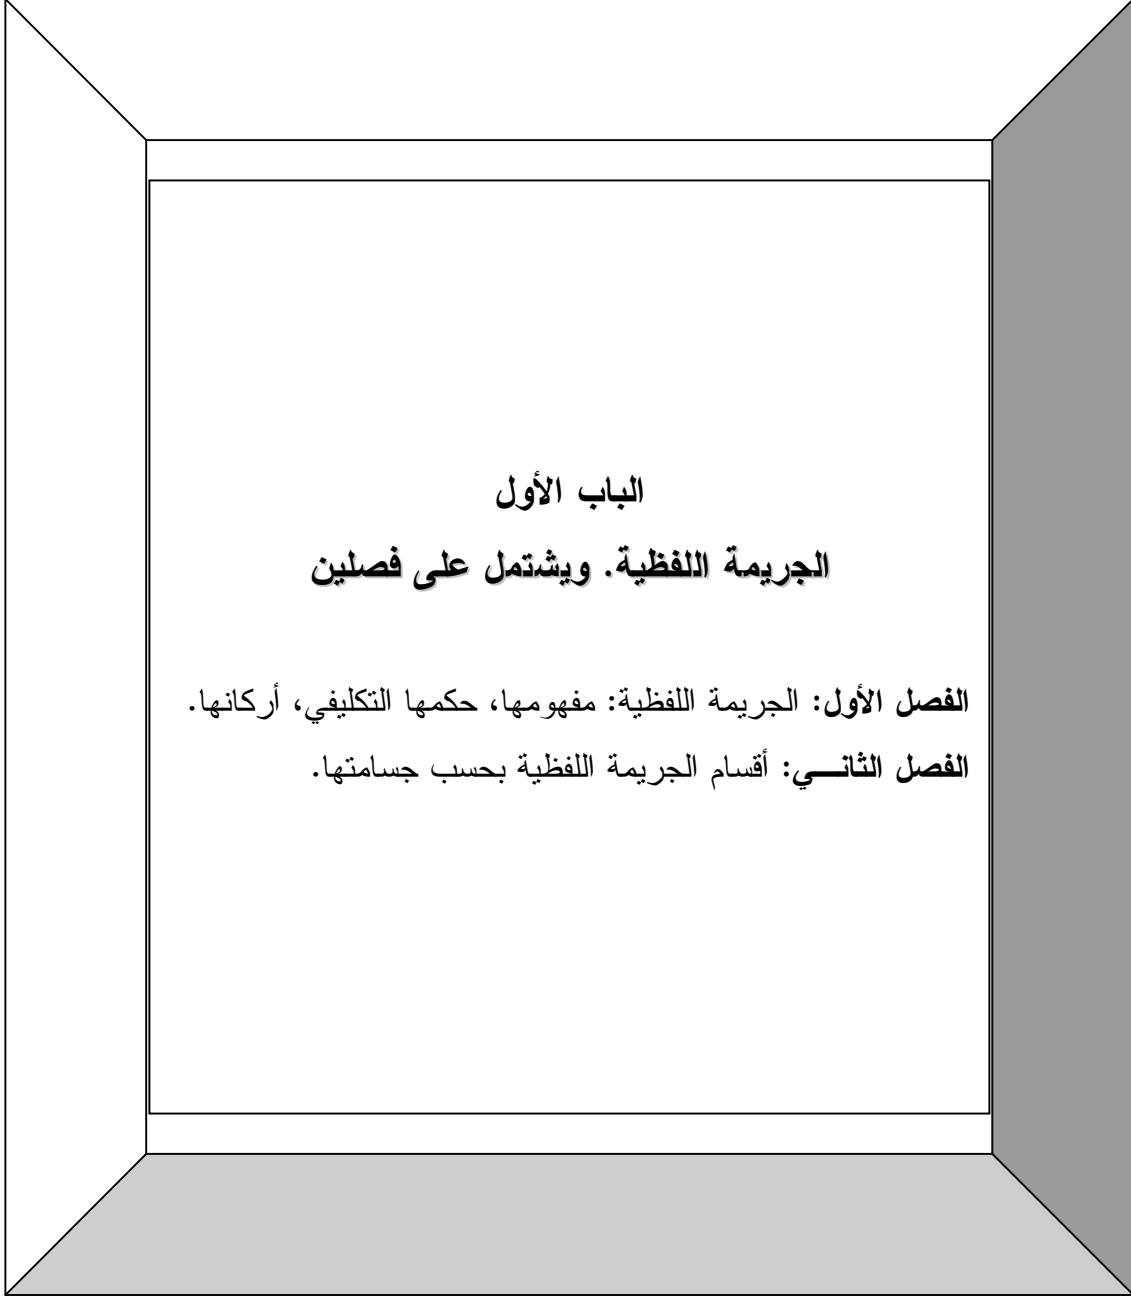 الباب الأول
الجريمة اللفظية. ويشتمل على فصلين
الفصل الأول: الجريمة اللفظية: مفهومها، حكمها التكليفي، أركانها.
الفصل الثانــــي: أقسام الجريمة اللفظية بحسب جسامتها.